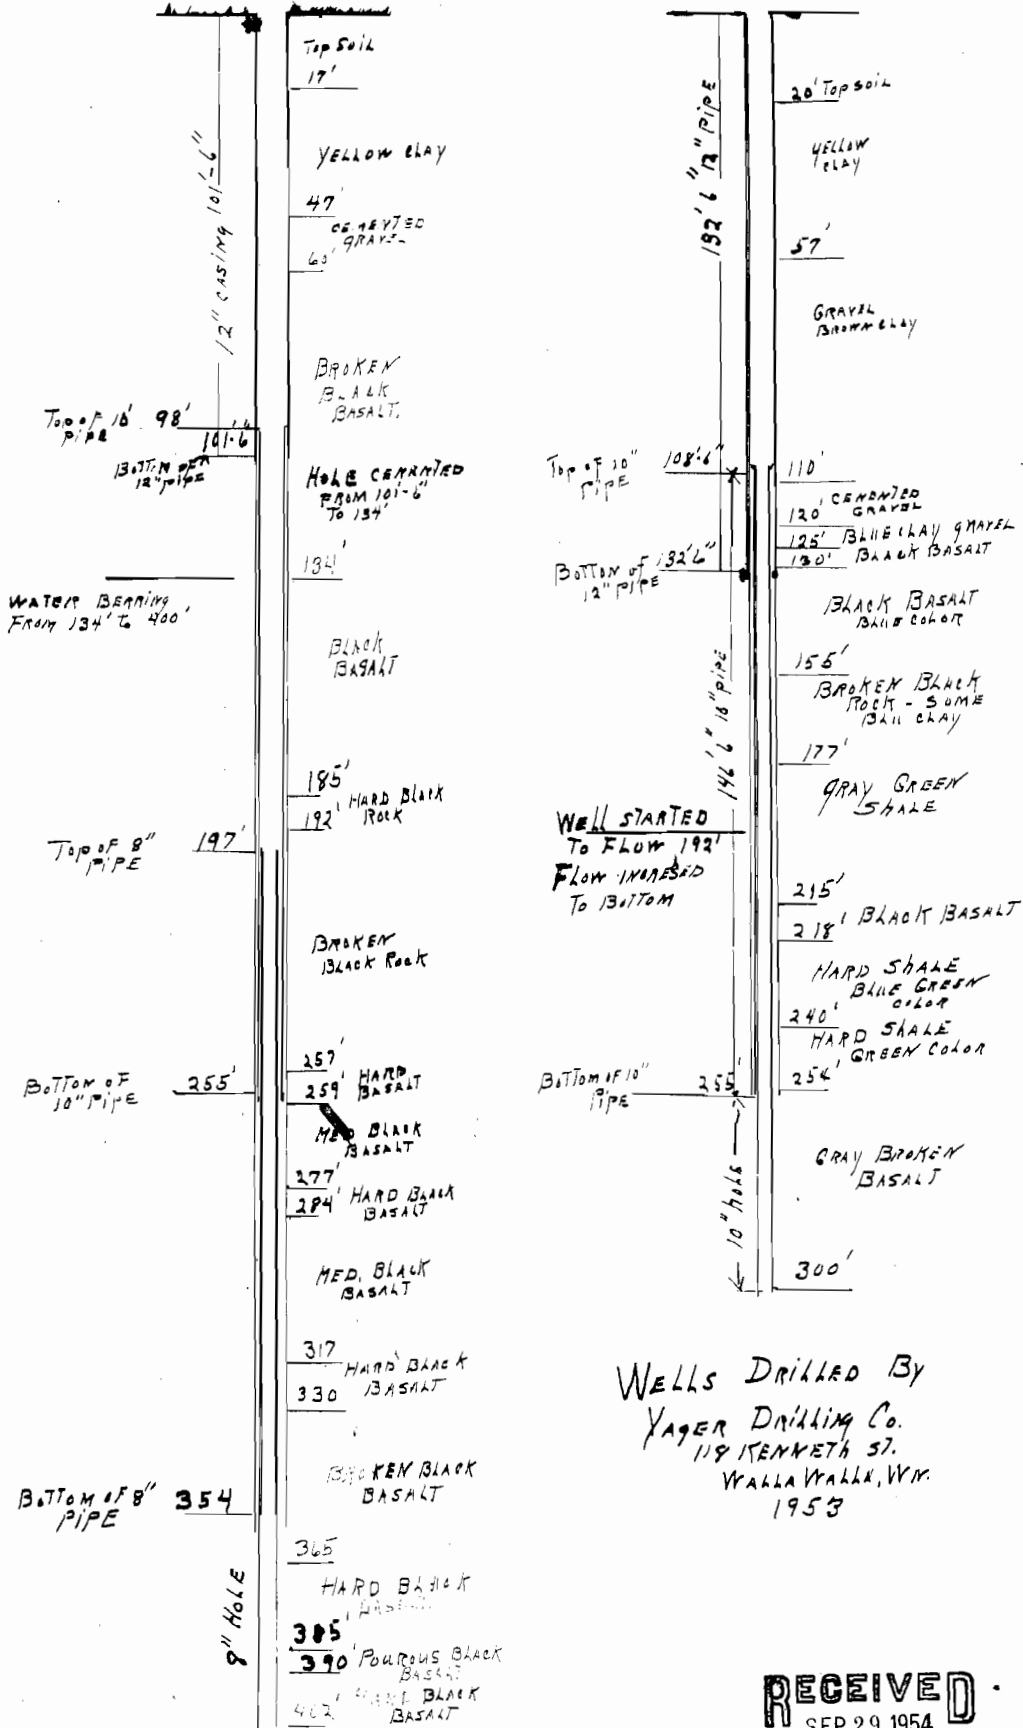 Top Soil
17'
YELLOW CLAY
47'
CEMENTED
GRAVEL
60'
12" CASING 101'-6"
BROKEN
BLACK
BASALT.
Top of 10" 98'
PIPE
101'-6"
BOTTOM OF
12" PIPE
HOLE CEMENTED
FROM 101'-6"
TO 134'
134'
WATER BERRING
FROM 134' to 400'
BLACK
BASALT
185'
192' HARD BLACK
ROCK
Top of 8" 197'
PIPE
BROKEN
BLACK ROCK
257'
259' HARD
BASALT
BOTTOM OF 255'
10" PIPE
MED BLACK
BASALT
277'
284' HARD BLACK
BASALT
MED. BLACK
BASALT
317
HARD BLACK
BASALT
330
BROKEN BLACK
BASALT
BOTTOM OF 8" 354
PIPE
365
HARD BLACK
BASALT
8" HOLE
385'
390' POUROUS BLACK
BASALT
HARD BLACK
BASALT
402'
20' Top soil
YELLOW
CLAY
132' 6" 12" PIPE
57'
GRAVEL
BROWN CLAY
Top of 10" 108'-6"
PIPE
110'
CEMENTED
GRAVEL
120'
125' BLUE CLAY GRAVEL
130' BLACK BASALT
Bottom of 132'6"
12" PIPE
BLACK BASALT
BLUE COLOR
155'
BROKEN BLACK
ROCK - SOME
BLUE CLAY
146' 6" 10" PIPE
177'
GRAY GREEN
SHALE
WELL STARTED
TO FLOW 192'
FLOW INCRESED
TO BOTTOM
215'
218' BLACK BASALT
HARD SHALE
BLUE GREEN
COLOR
240'
HARD SHALE
GREEN COLOR
254'
BOTTOM OF 10" 255'
PIPE
GRAY BROKEN
BASALT
10" hole
300'
WELLS DRILLED By
YAGER DRILLING Co.
118 KENNETH ST.
WALLA WALLA, WN.
1953
RECEIVED
SEP 29 1954